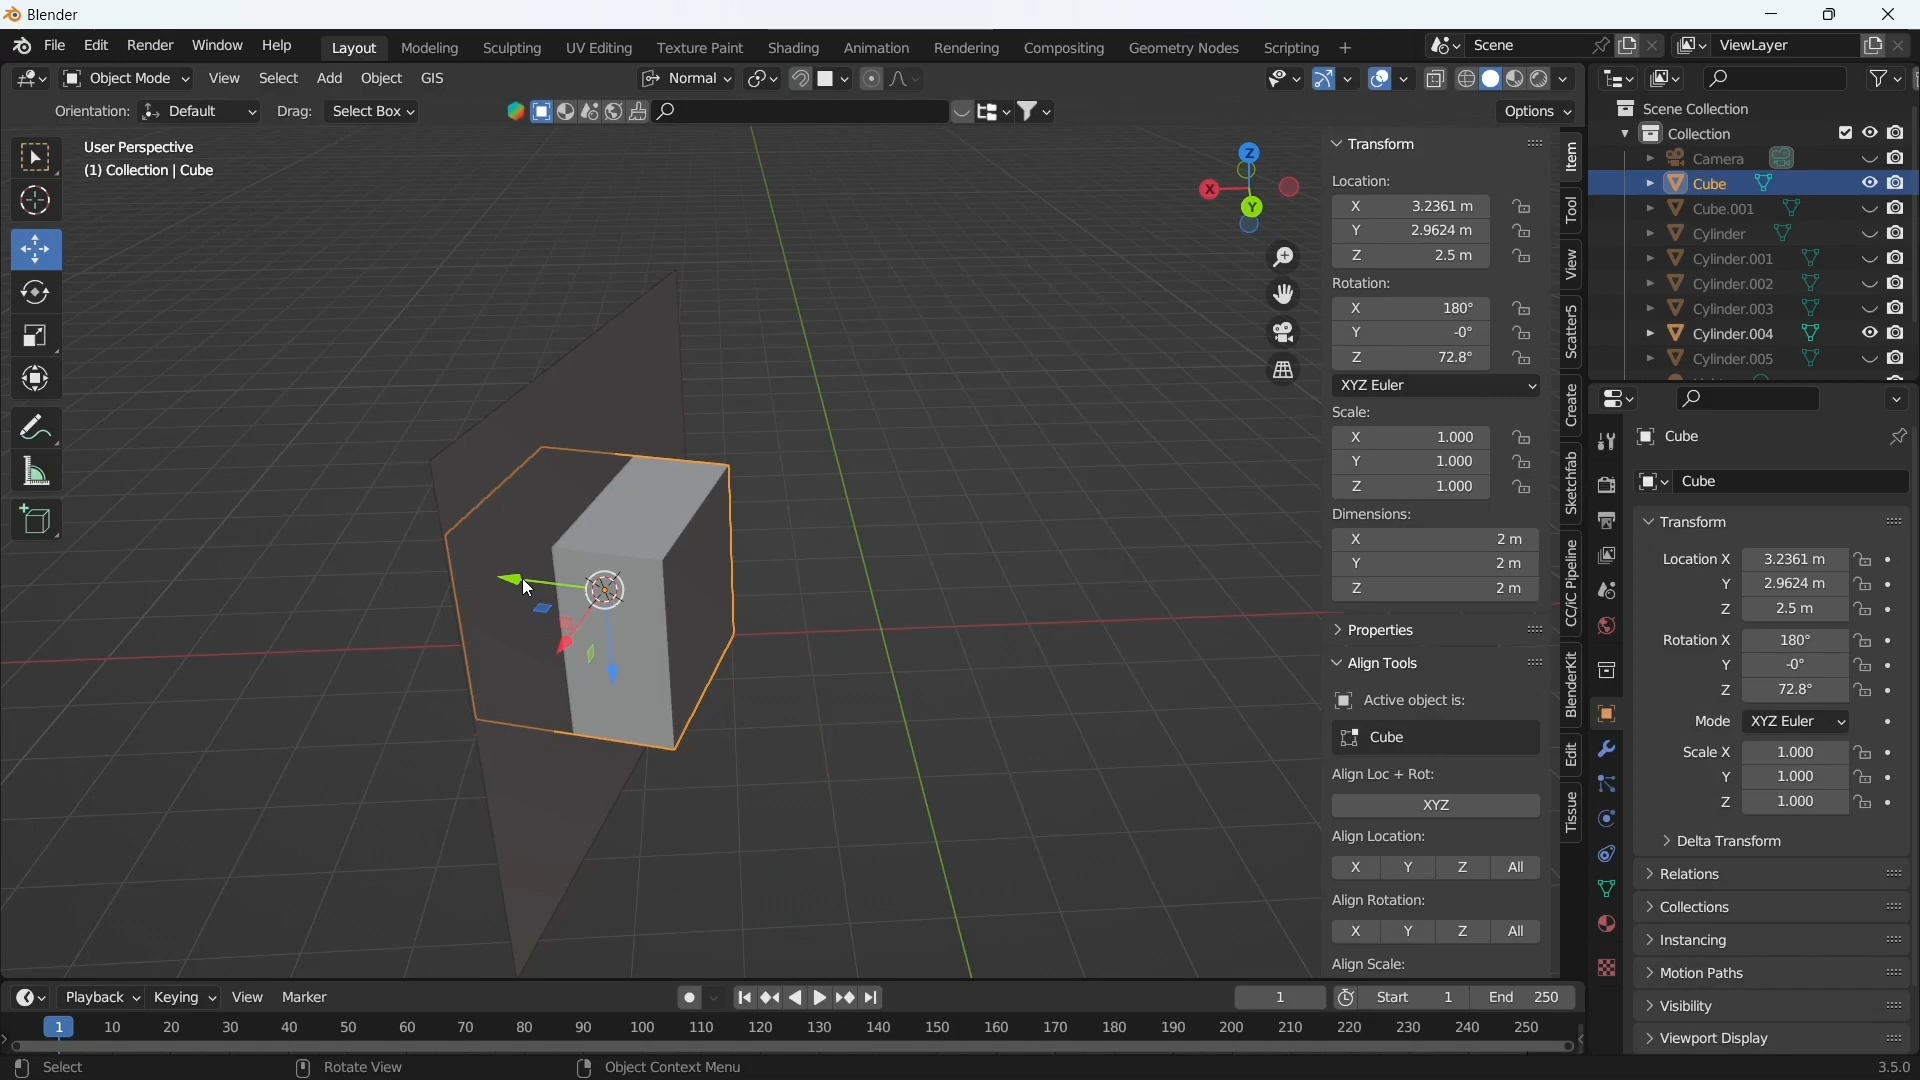 Blender
File Edit Render Window Help Layout Modeling Sculpting UV Editing Texture Paint Shading Animation Rendering Compositing Geometry Nodes Scripting + Scene ViewLayer
Object Mode View Select Add Object GIS Normal
Orientation: Default Drag: Select Box Options
User Perspective
(1) Collection | Cube
Z
X
Y
Transform
Location:
X 3.2361 m
Y 2.9624 m
Z 2.5 m
Rotation:
X 180°
Y -0°
Z 72.8°
XYZ Euler
Scale:
X 1.000
Y 1.000
Z 1.000
Dimensions:
X 2 m
Y 2 m
Z 2 m
Properties
Align Tools
Active object is:
Cube
Align Loc + Rot:
XYZ
Align Location:
X Y Z All
Align Rotation:
X Y Z All
Align Scale:
Item
Tool
View
Scatter5
Create
Sketchfab
CC/iC Pipeline
BlenderKit
Edit
Tissue
Scene Collection
Collection
Camera
Cube
Cube.001
Cylinder
Cylinder.001
Cylinder.002
Cylinder.003
Cylinder.004
Cylinder.005
Cube
Cube
Transform
Location X 3.2361 m
Y 2.9624 m
Z 2.5 m
Rotation X 180°
Y -0°
Z 72.8°
Mode XYZ Euler
Scale X 1.000
Y 1.000
Z 1.000
Delta Transform
Relations
Collections
Instancing
Motion Paths
Visibility
Viewport Display
Playback Keying View Marker 1 Start 1 End 250
1 10 20 30 40 50 60 70 80 90 100 110 120 130 140 150 160 170 180 190 200 210 220 230 240 250
Select Rotate View Object Context Menu 3.5.0